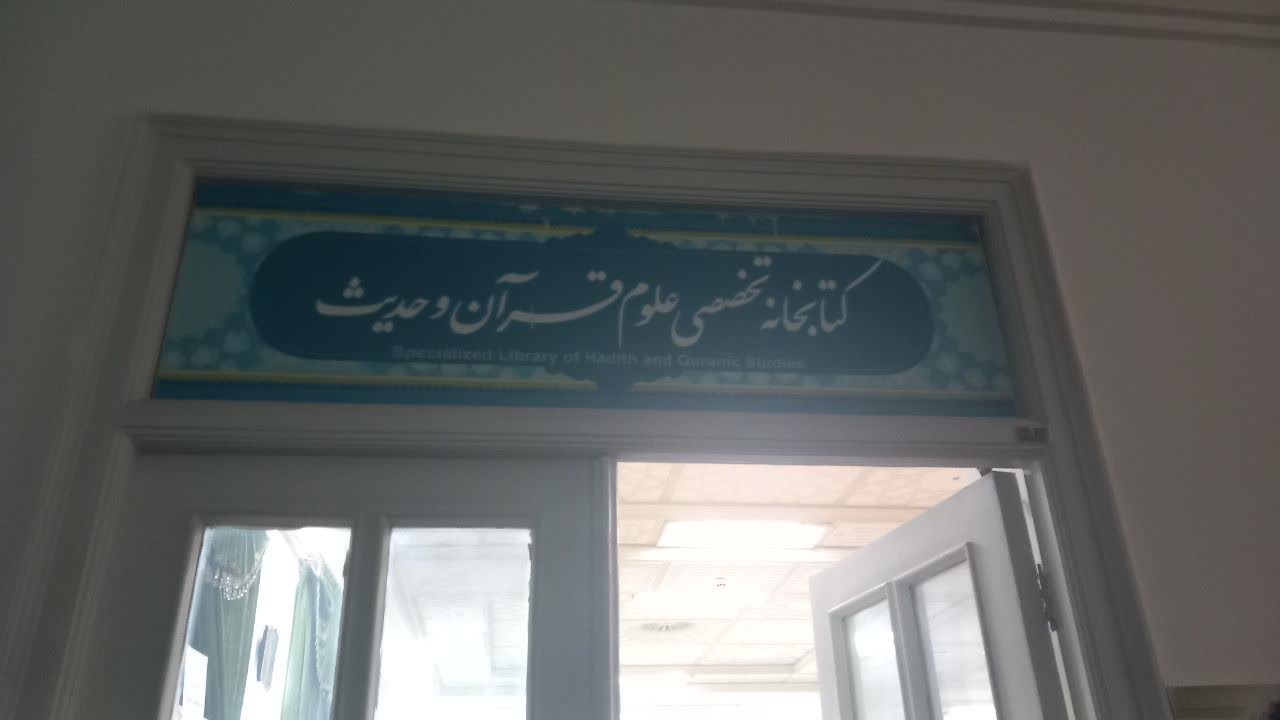 کتابخانه تخصصی علوم قرآن و حدیث
Specialized Library of Hadith and Quranic Studies